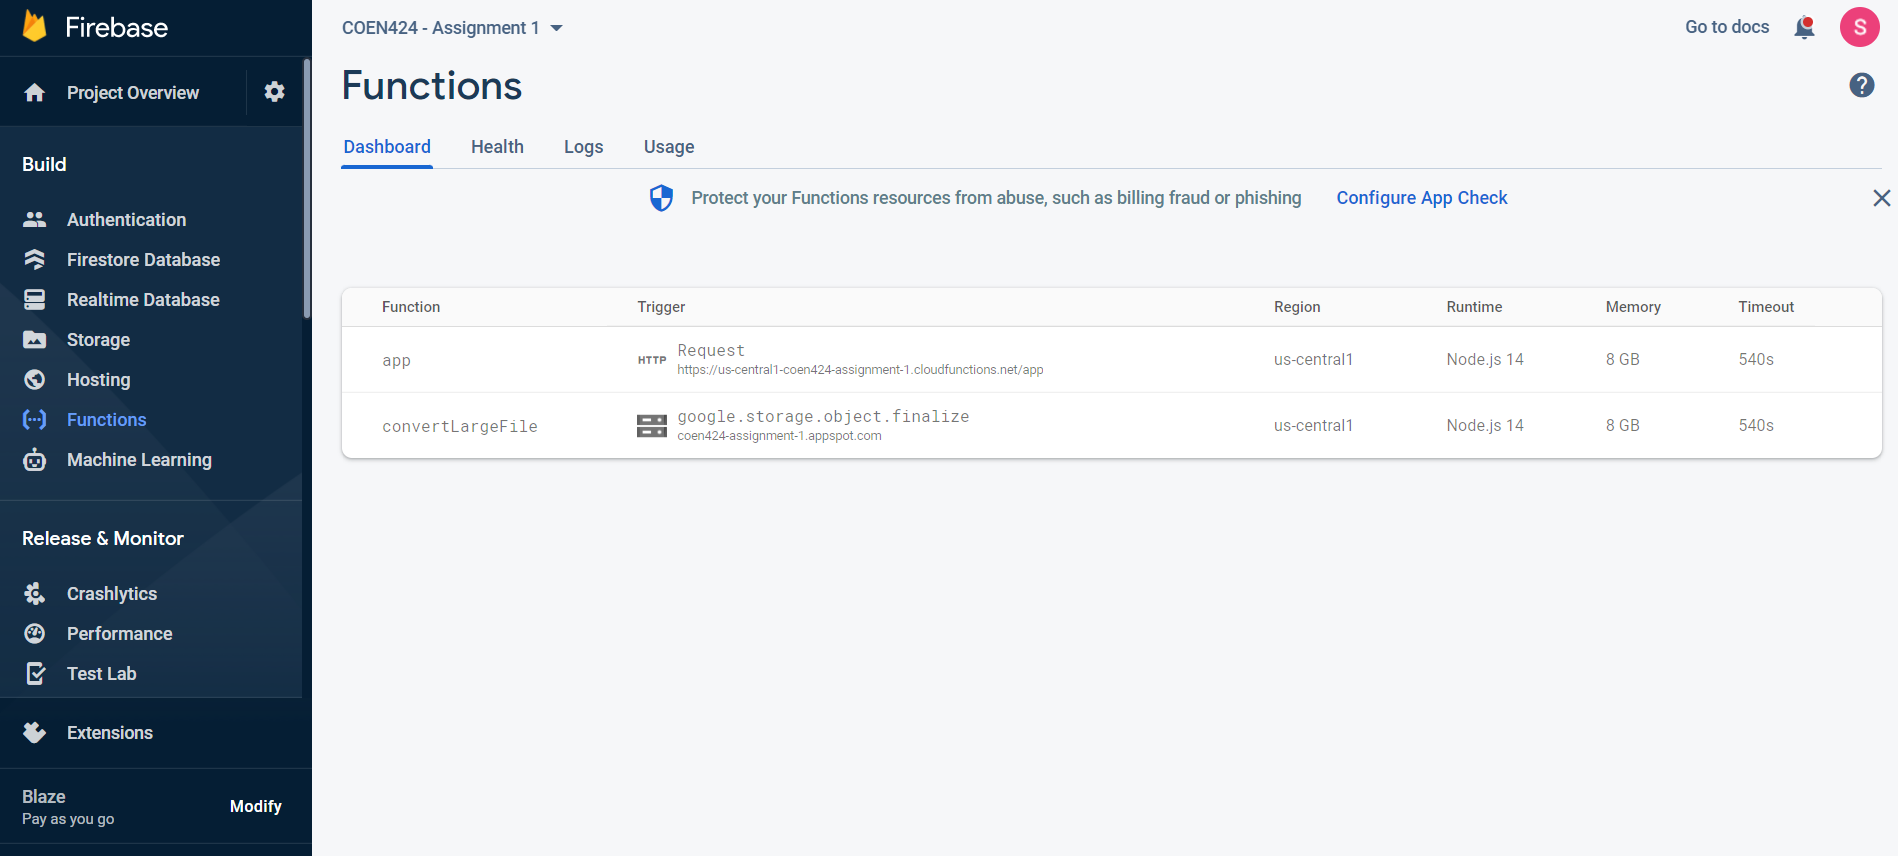 Firebase
Project Overview
Build
Authentication
Firestore Database
Realtime Database
Storage
Hosting
Functions
Machine Learning
Release & Monitor
Crashlytics
Performance
Test Lab
Extensions
Blaze
Pay as you go
Modify
COEN424 - Assignment 1
Go to docs
S
Functions
?
Dashboard Health Logs Usage
Protect your Functions resources from abuse, such as billing fraud or phishing Configure App Check
Function Trigger Region Runtime Memory Timeout
app HTTP Request us-central1 Node.js 14 8 GB 540s
https://us-central1-coen424-assignment-1.cloudfunctions.net/app
convertLargeFile google.storage.object.finalize us-central1 Node.js 14 8 GB 540s
coen424-assignment-1.appspot.com